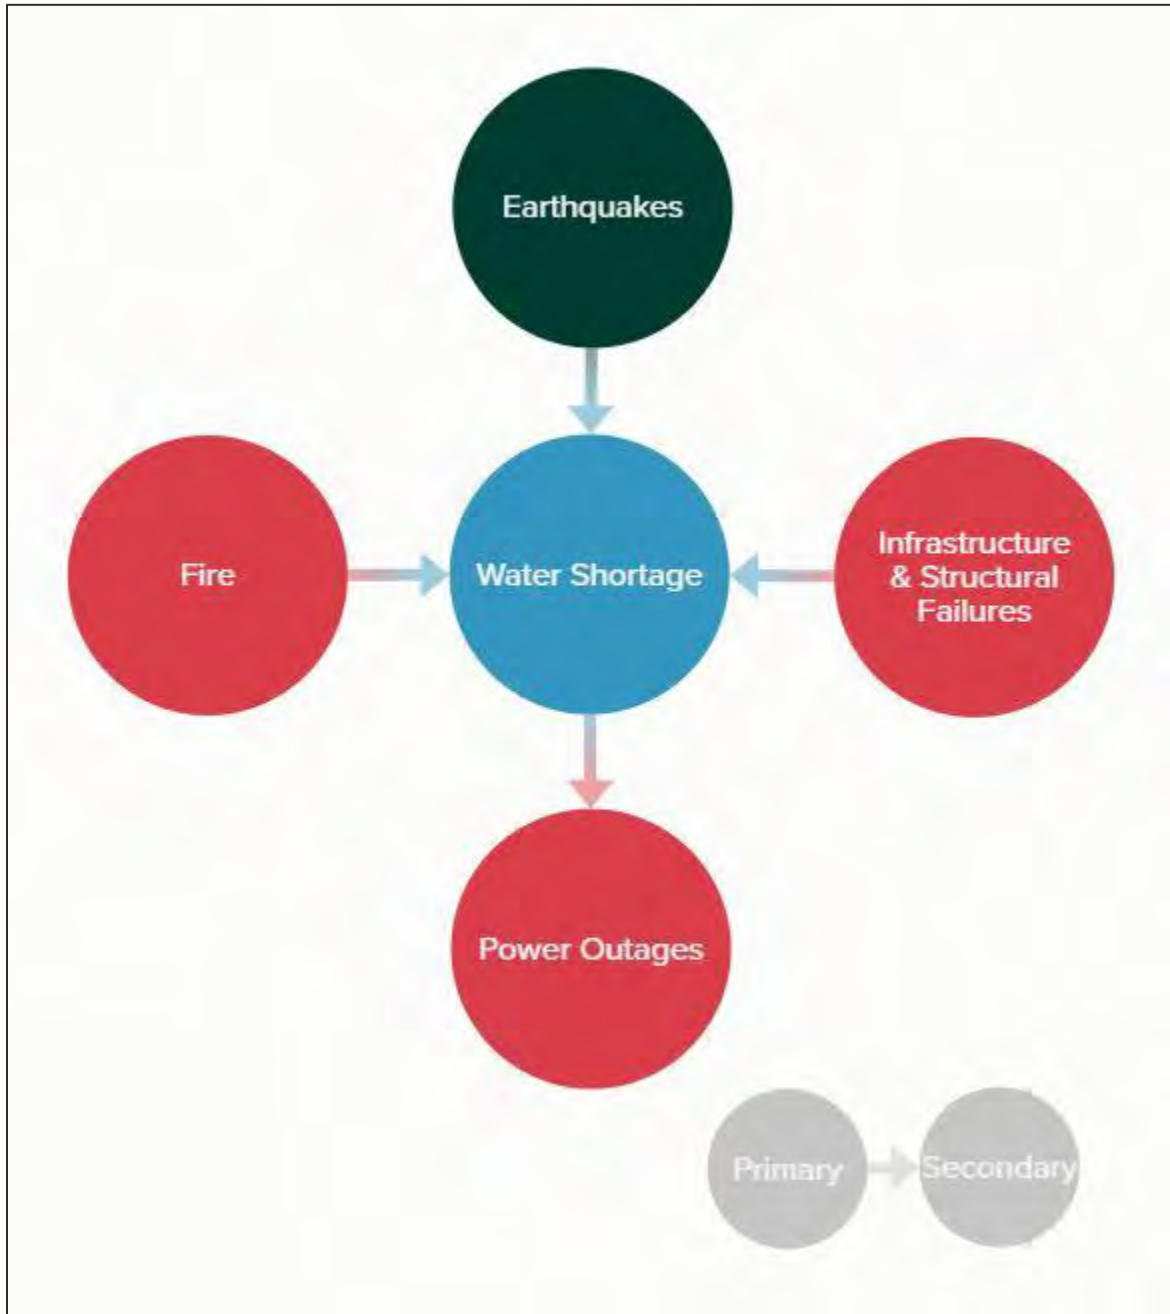 Earthquakes
Fire
Water Shortage
Infrastructure
& Structural
Failures
Power Outages
Primary
Secondary